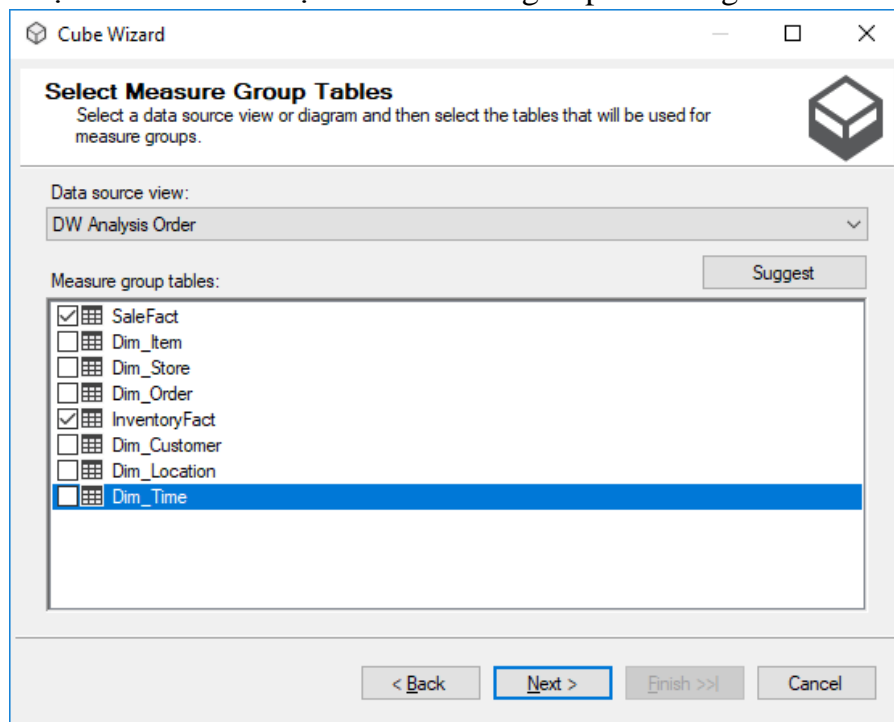 group
Cube Wizard
Select Measure Group Tables
Select a data source view or diagram and then select the tables that will be used for
measure groups.
Data source view:
DW Analysis Order
Suggest
Measure group tables:
SaleFact
Dim_Item
Dim_Store
Dim_Order
InventoryFact
Dim_Customer
Dim_Location
Dim_Time
< Back
Next >
Finish >>|
Cancel